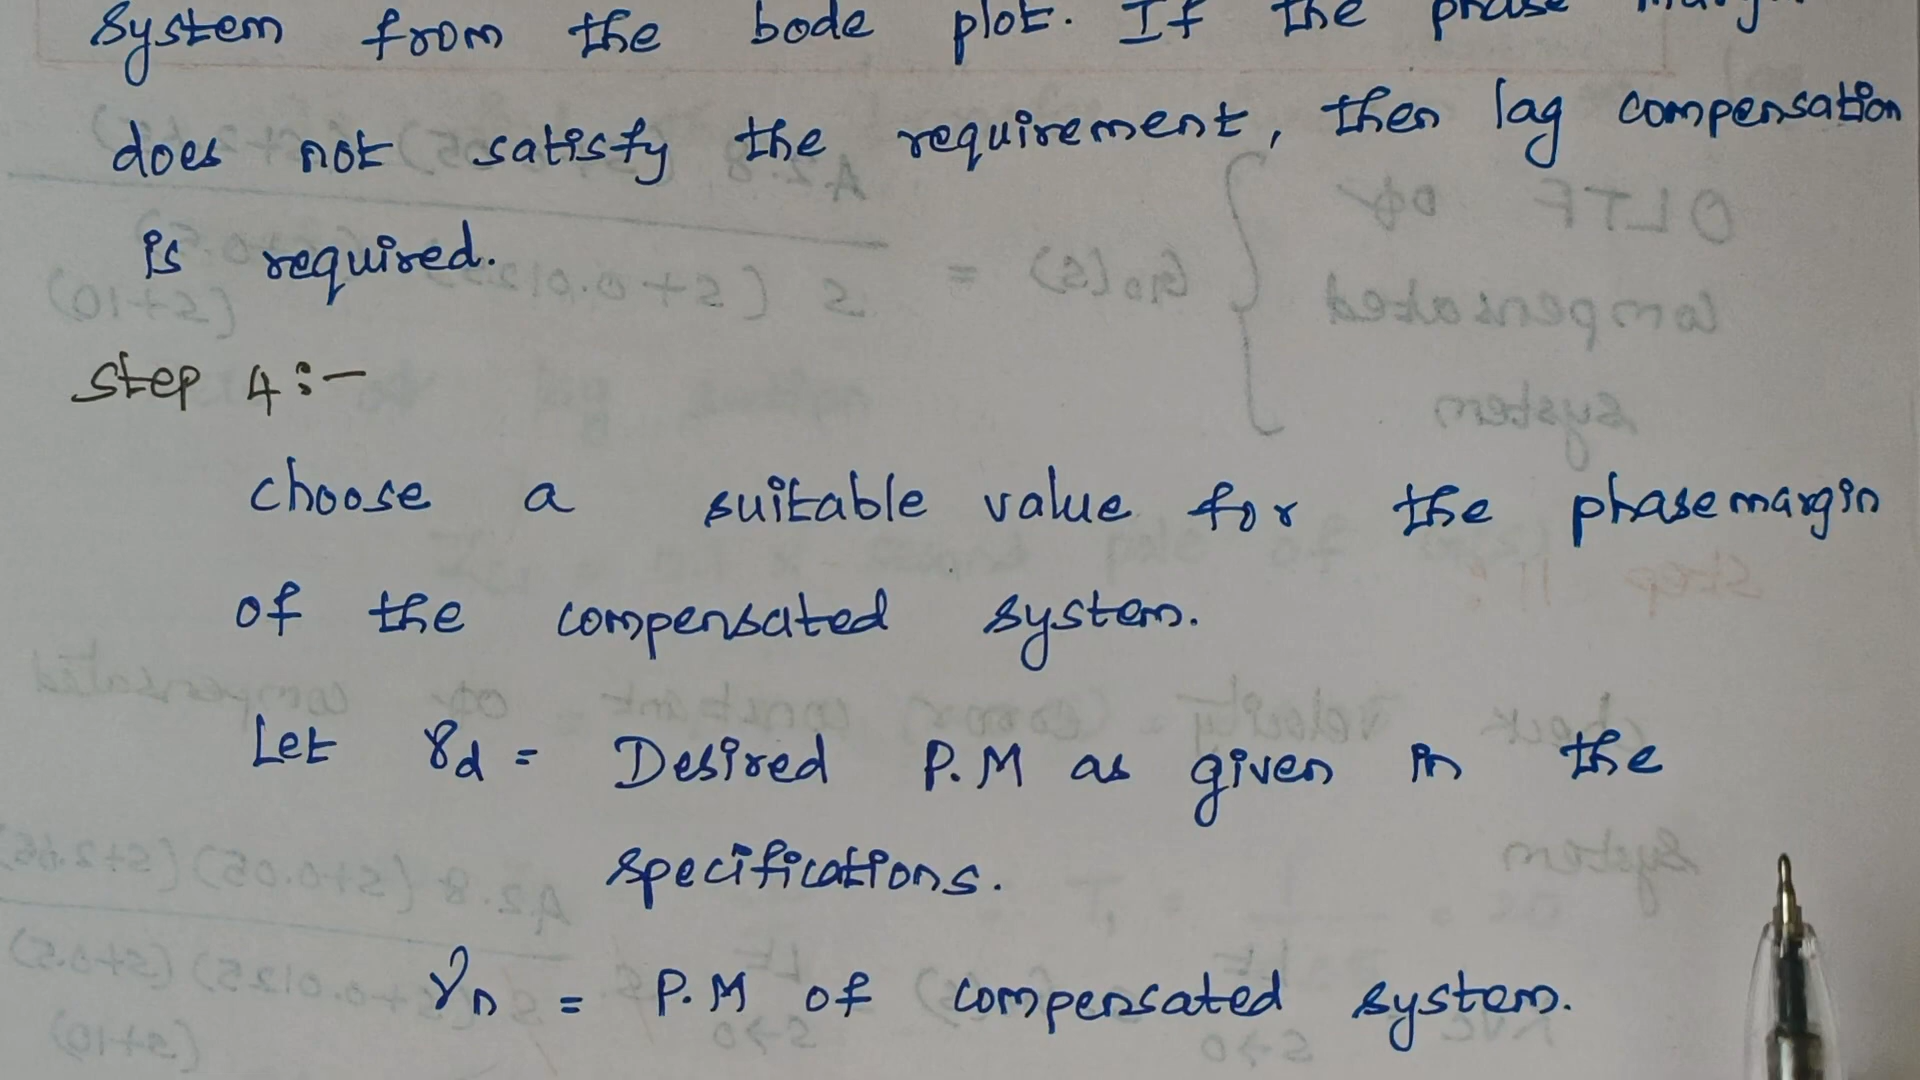 system from the bode plot. If the phase margin
does not satisfy the requirement, then lag compensation
is required.
Step 4:-
choose a suitable value for the phasemargin
of the compensated system.
Let γd = Desired P.M as given in the
specifications.
γn = P.M of compensated system.